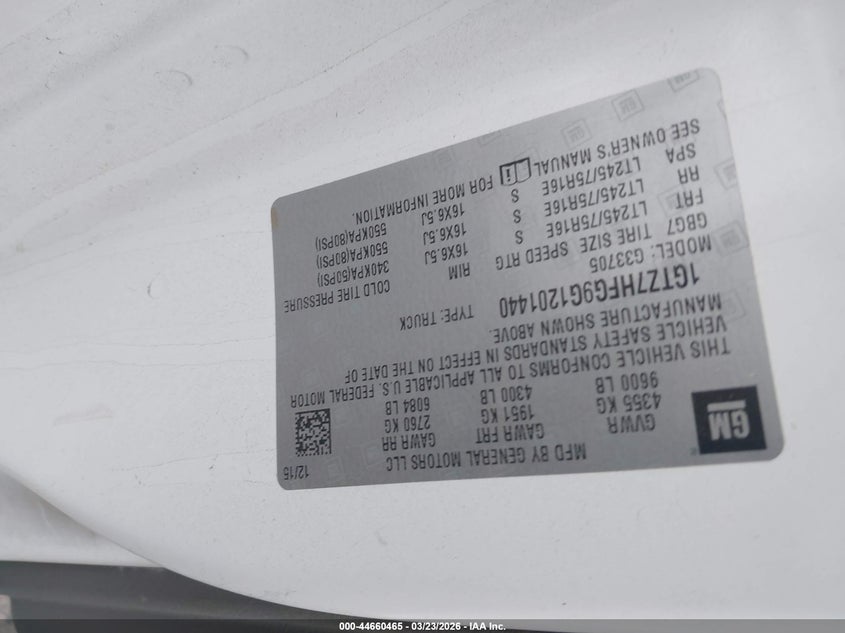 GM
MFD BY GENERAL MOTORS LLC
12/15
GVWR GAWR FRT GAWR RR
4355 KG 1951 KG 2760 KG
9600 LB 4300 LB 6084 LB
THIS VEHICLE CONFORMS TO ALL APPLICABLE U.S. FEDERAL MOTOR
VEHICLE SAFETY STANDARDS IN EFFECT ON THE DATE OF
MANUFACTURE SHOWN ABOVE.
1GTZ7HFG9G1201440 TYPE: TRUCK
MODEL: G33705
GBG7 TIRE SIZE SPEED RTG RIM COLD TIRE PRESSURE
FRT LT245/75R16E S 16X6.5J 340KPA(50PSI)
RR LT245/75R16E S 16X6.5J 550KPA(80PSI)
SPA LT245/75R16E S 16X6.5J 550KPA(80PSI)
SEE OWNER'S MANUAL FOR MORE INFORMATION.
000-44660465 - 03/23/2026 - IAA Inc.